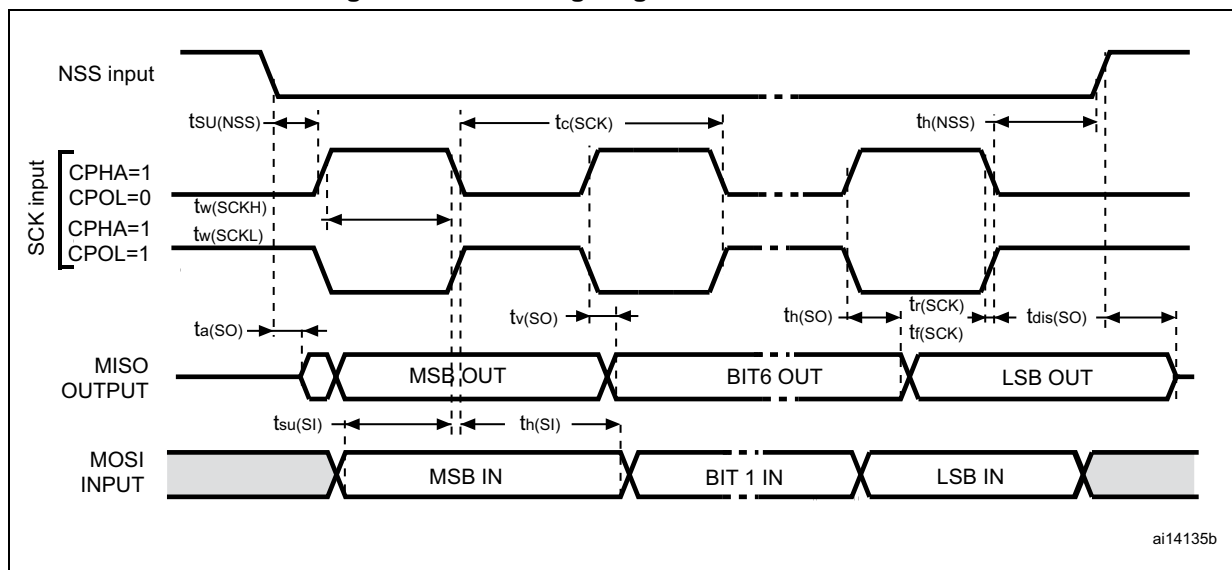 NSS input
tSU(NSS)
tc(SCK)
th(NSS)
SCK input
CPHA=1
CPOL=0
tw(SCKH)
CPHA=1
tw(SCKL)
CPOL=1
ta(SO)
tv(SO)
th(SO)
tr(SCK)
tf(SCK)
tdis(SO)
MISO
OUTPUT
MSB OUT
BIT6 OUT
LSB OUT
tsu(SI)
th(SI)
MOSI
INPUT
MSB IN
BIT 1 IN
LSB IN
ai14135b